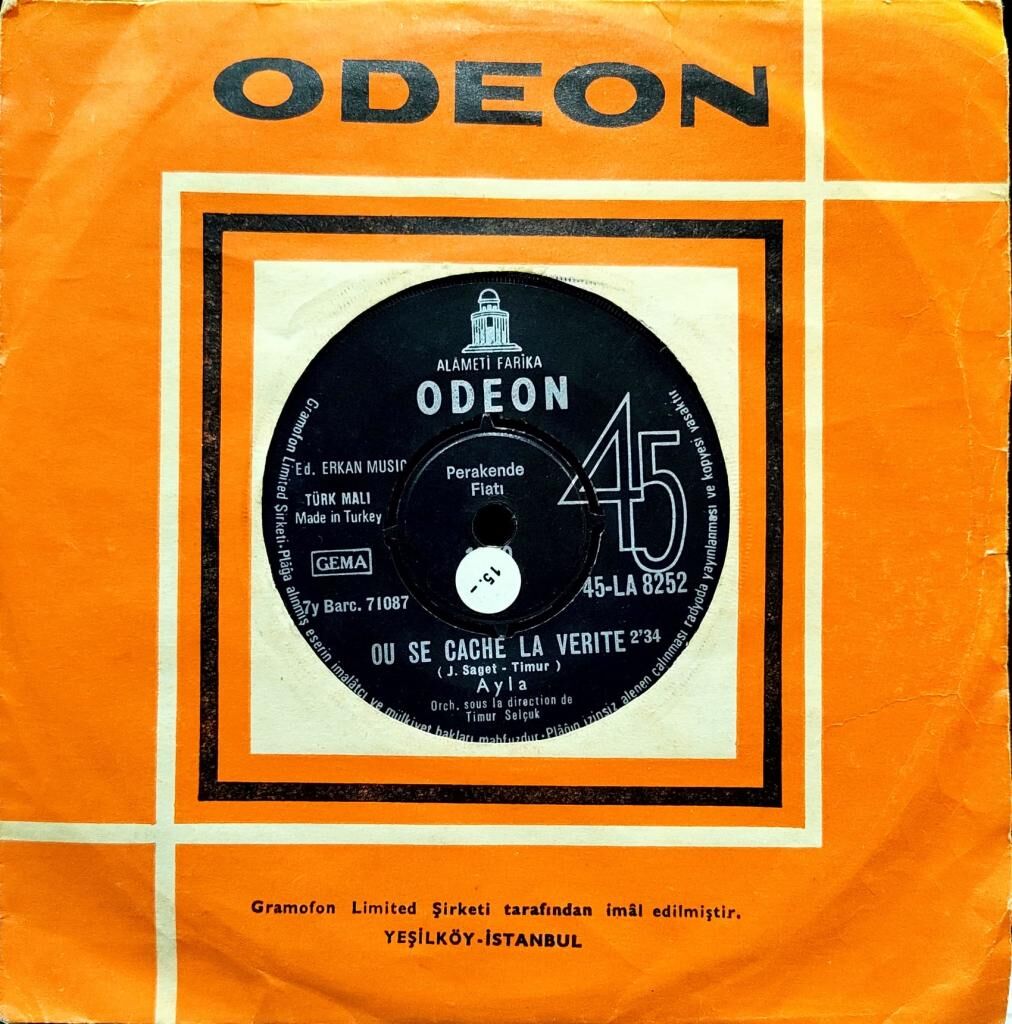 ODEON
ALÂMETİ FARİKA
ODEON
45
Ed. ERKAN MUSIC
TÜRK MALI
Made in Turkey
GEMA
Perakende
Fiatı
15.-
7y Barc. 71087
45-LA 8252
OU SE CACHE LA VERITE 2'34
( J. Saget - Timur )
Ayla
Orch. sous la direction de
Timur Selçuk
Gramofon Limited Şirketi·Plâğa alınmış eserin imalâtçı ve mülkiyet hakları mahfuzdur·Plâğın izinsiz alenen çalınması radyoda yayınlanması ve kopyesi yasaktır
Gramofon Limited Şirketi tarafından imâl edilmiştir.
YEŞİLKÖY-İSTANBUL